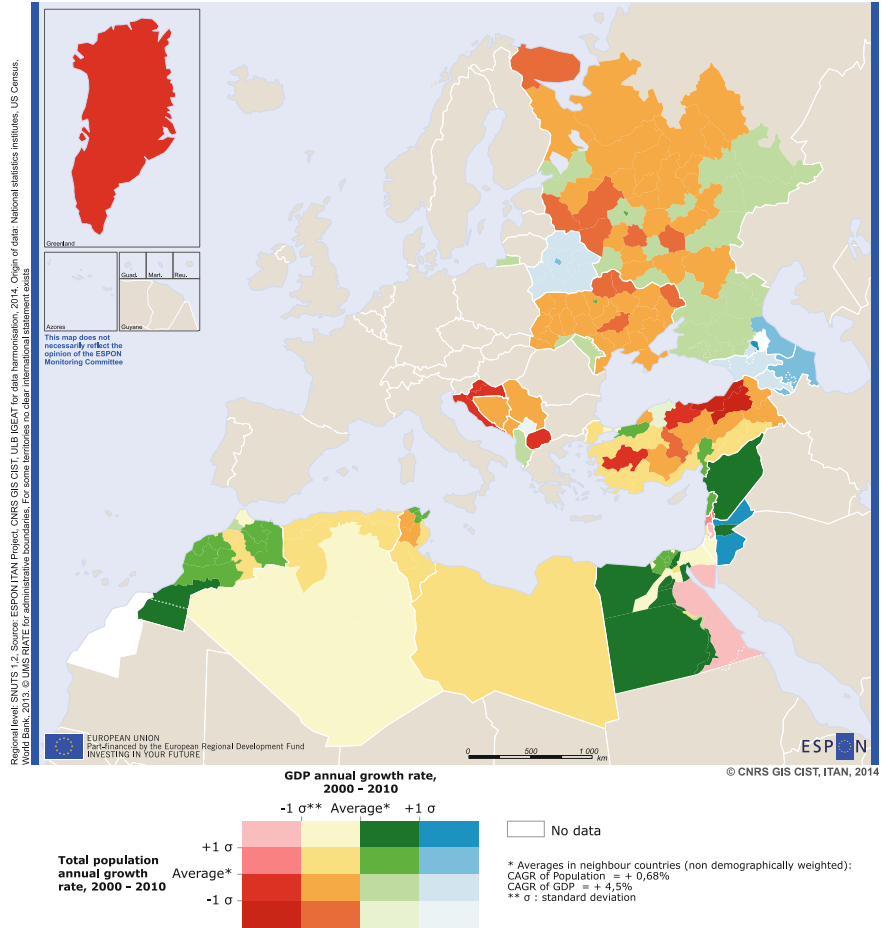 Regional level: SNUTS 1,2. Source: ESPON ITAN Project, CNRS GIS CIST, ULB IGEAT for data harmonisation, 2014. Origin of data: National statistics institutes, US Census,
World Bank, 2013. © UMS RIATE for administrative boundaries. For some territories no clear international statement exists
Greenland
Guad.
Mart.
Reu.
Azores
Guyane
This map does not
necessarily reflect the
opinion of the ESPON
Monitoring Committee
EUROPEAN UNION
Part-financed by the European Regional Development Fund
INVESTING IN YOUR FUTURE
0 500 1 000
km
ESPON
© CNRS GIS CIST, ITAN, 2014
GDP annual growth rate,
2000 - 2010
-1 σ** Average* +1 σ
Total population
annual growth
rate, 2000 - 2010
+1 σ
Average*
-1 σ
No data
* Averages in neighbour countries (non demographically weighted):
CAGR of Population = + 0,68%
CAGR of GDP = + 4,5%
** σ : standard deviation